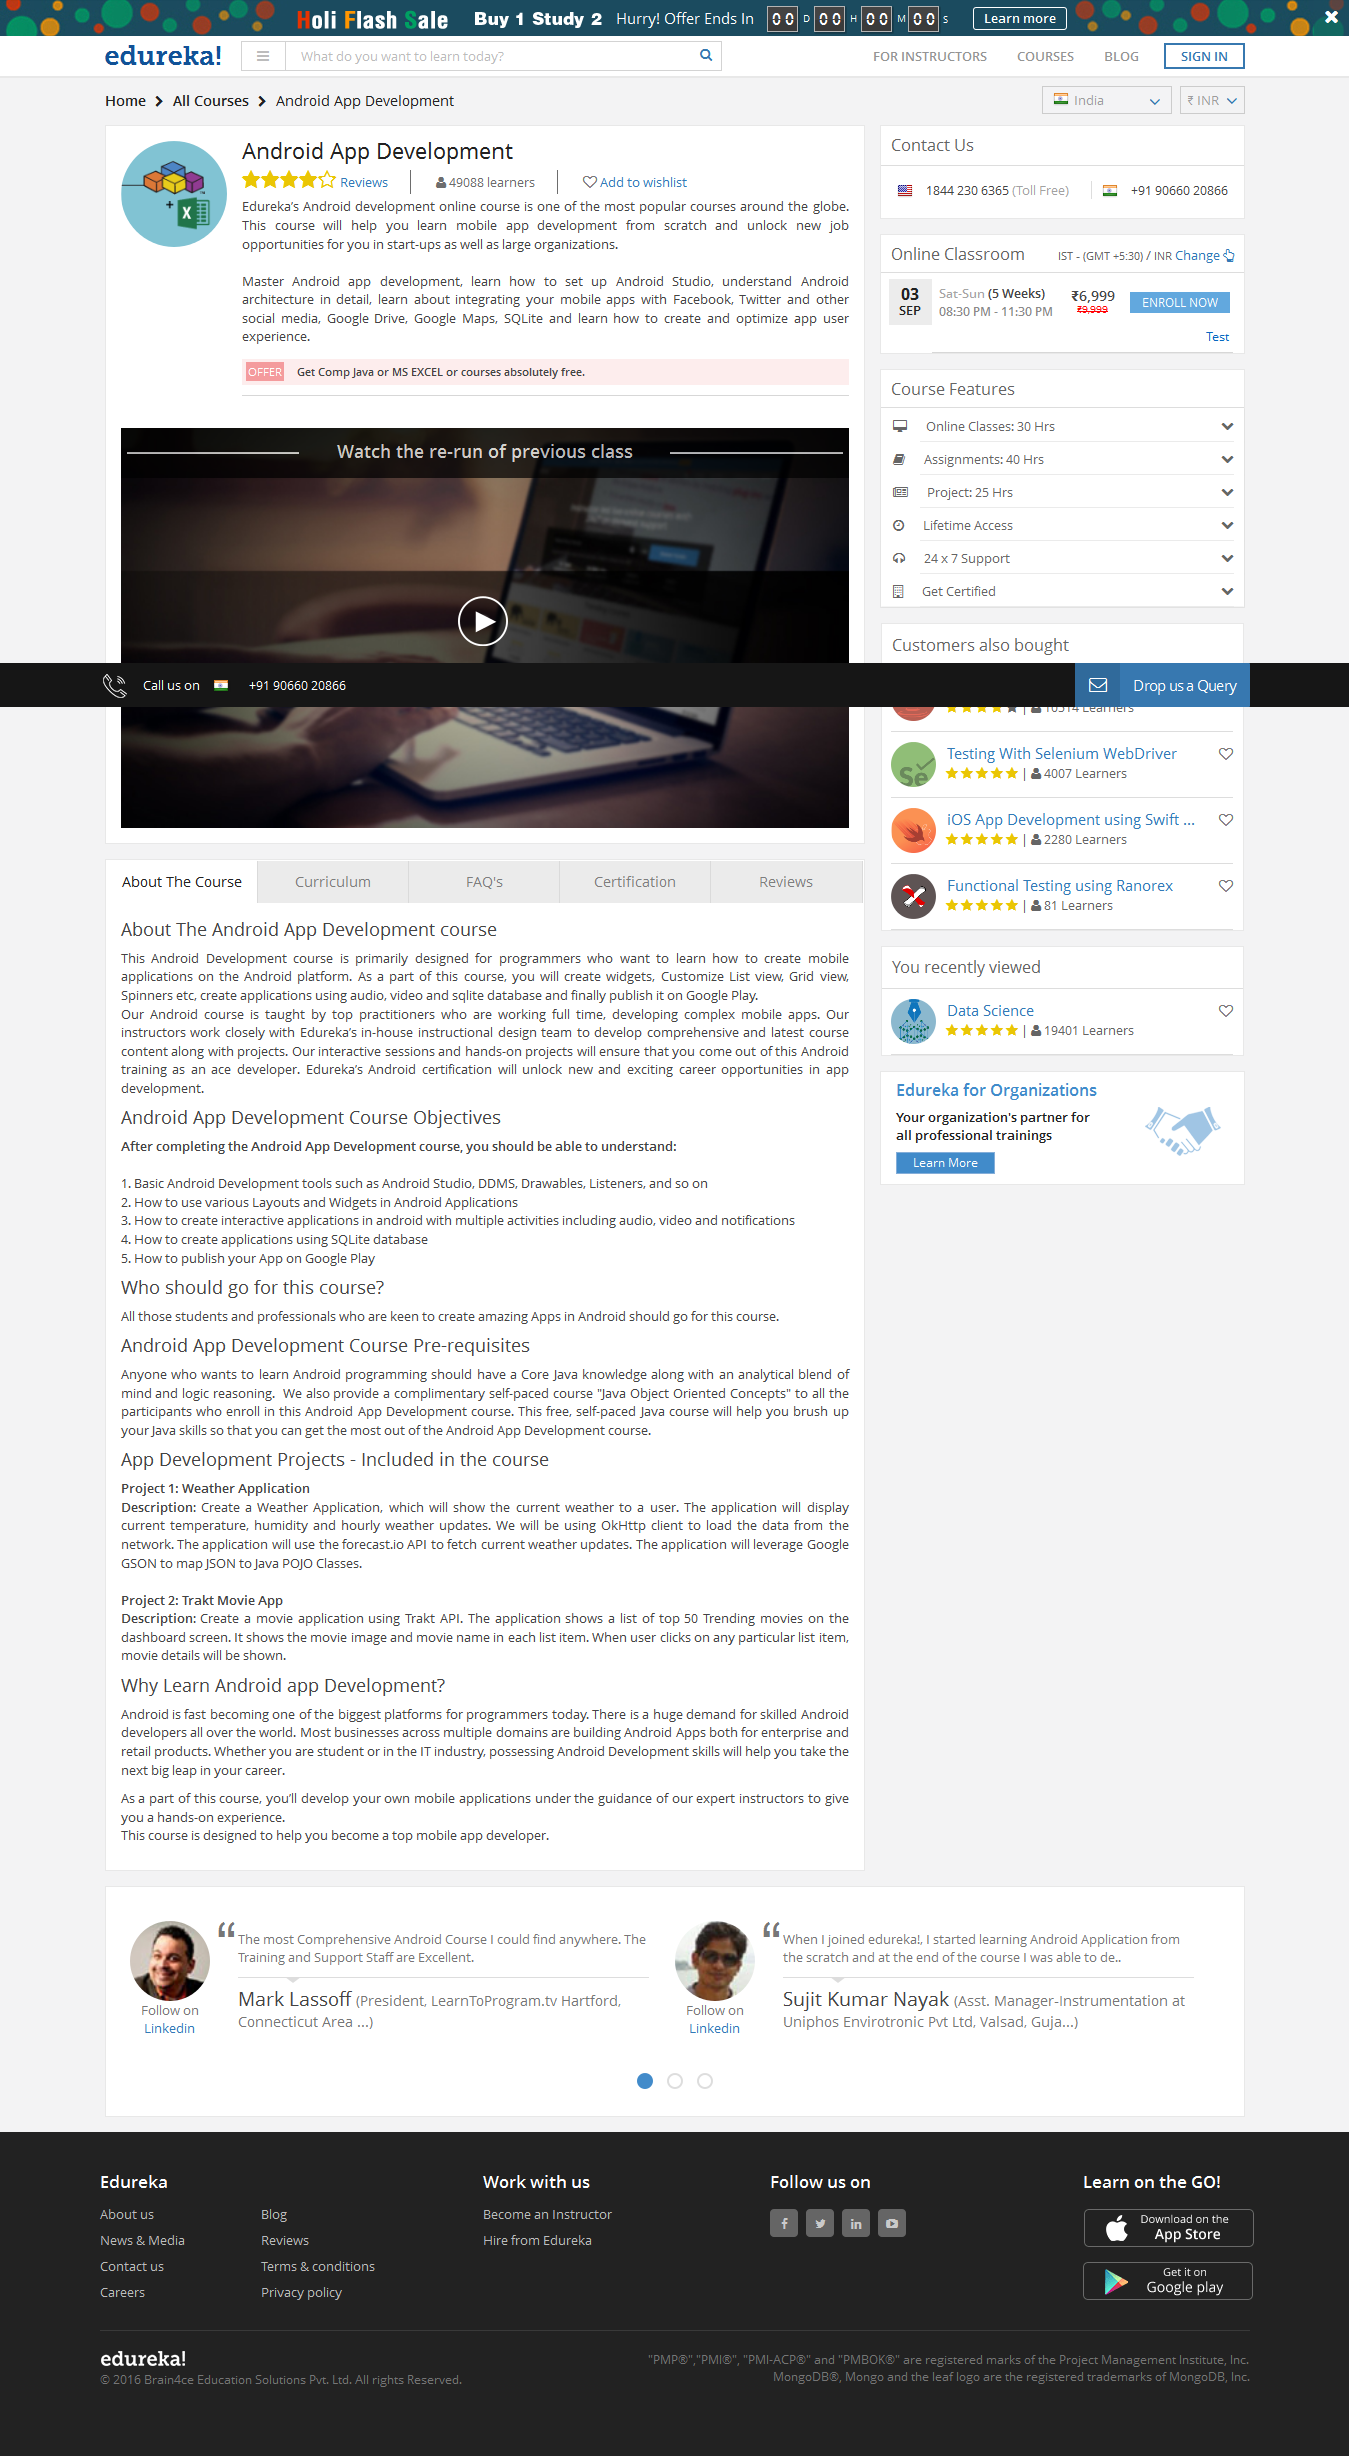 Holi Flash Sale Buy 1 Study 2 Hurry! Offer Ends In 00 D 00 H 00 M 00 S Learn more
edureka! What do you want to learn today? FOR INSTRUCTORS COURSES BLOG SIGN IN
Home All Courses Android App Development India ₹ INR
Android App Development
Reviews 49088 learners Add to wishlist
Edureka's Android development online course is one of the most popular courses around the globe.
This course will help you learn mobile app development from scratch and unlock new job
opportunities for you in start-ups as well as large organizations.
Master Android app development, learn how to set up Android Studio, understand Android
architecture in detail, learn about integrating your mobile apps with Facebook, Twitter and other
social media, Google Drive, Google Maps, SQLite and learn how to create and optimize app user
experience.
OFFER Get Comp Java or MS EXCEL or courses absolutely free.
Watch the re-run of previous class
Contact Us
1844 230 6365 (Toll Free) +91 90660 20866
Online Classroom IST - (GMT +5:30) / INR Change
03 SEP
Sat-Sun (5 Weeks) ₹6,999 ENROLL NOW
08:30 PM - 11:30 PM ₹9,999
Test
Course Features
Online Classes: 30 Hrs
Assignments: 40 Hrs
Project: 25 Hrs
Lifetime Access
24 x 7 Support
Get Certified
Customers also bought
Call us on +91 90660 20866 Drop us a Query
| 10514 Learners
Se
Testing With Selenium WebDriver
| 4007 Learners
iOS App Development using Swift ...
| 2280 Learners
Functional Testing using Ranorex
| 81 Learners
You recently viewed
Data Science
| 19401 Learners
Edureka for Organizations
Your organization's partner for
all professional trainings
Learn More
About The Course Curriculum FAQ's Certification Reviews
About The Android App Development course
This Android Development course is primarily designed for programmers who want to learn how to create mobile
applications on the Android platform. As a part of this course, you will create widgets, Customize List view, Grid view,
Spinners etc, create applications using audio, video and sqlite database and finally publish it on Google Play.
Our Android course is taught by top practitioners who are working full time, developing complex mobile apps. Our
instructors work closely with Edureka's in-house instructional design team to develop comprehensive and latest course
content along with projects. Our interactive sessions and hands-on projects will ensure that you come out of this Android
training as an ace developer. Edureka's Android certification will unlock new and exciting career opportunities in app
development.
Android App Development Course Objectives
After completing the Android App Development course, you should be able to understand:
1. Basic Android Development tools such as Android Studio, DDMS, Drawables, Listeners, and so on
2. How to use various Layouts and Widgets in Android Applications
3. How to create interactive applications in android with multiple activities including audio, video and notifications
4. How to create applications using SQLite database
5. How to publish your App on Google Play
Who should go for this course?
All those students and professionals who are keen to create amazing Apps in Android should go for this course.
Android App Development Course Pre-requisites
Anyone who wants to learn Android programming should have a Core Java knowledge along with an analytical blend of
mind and logic reasoning. We also provide a complimentary self-paced course "Java Object Oriented Concepts" to all the
participants who enroll in this Android App Development course. This free, self-paced Java course will help you brush up
your Java skills so that you can get the most out of the Android App Development course.
App Development Projects - Included in the course
Project 1: Weather Application
Description: Create a Weather Application, which will show the current weather to a user. The application will display
current temperature, humidity and hourly weather updates. We will be using OkHttp client to load the data from the
network. The application will use the forecast.io API to fetch current weather updates. The application will leverage Google
GSON to map JSON to Java POJO Classes.
Project 2: Trakt Movie App
Description: Create a movie application using Trakt API. The application shows a list of top 50 Trending movies on the
dashboard screen. It shows the movie image and movie name in each list item. When user clicks on any particular list item,
movie details will be shown.
Why Learn Android app Development?
Android is fast becoming one of the biggest platforms for programmers today. There is a huge demand for skilled Android
developers all over the world. Most businesses across multiple domains are building Android Apps both for enterprise and
retail products. Whether you are student or in the IT industry, possessing Android Development skills will help you take the
next big leap in your career.
As a part of this course, you'll develop your own mobile applications under the guidance of our expert instructors to give
you a hands-on experience.
This course is designed to help you become a top mobile app developer.
“ The most Comprehensive Android Course I could find anywhere. The
Training and Support Staff are Excellent.
Mark Lassoff (President, LearnToProgram.tv Hartford,
Connecticut Area ...)
Follow on
Linkedin
“ When I joined edureka!, I started learning Android Application from
the scratch and at the end of the course I was able to de..
Sujit Kumar Nayak (Asst. Manager-Instrumentation at
Uniphos Envirotronic Pvt Ltd, Valsad, Guja...)
Follow on
Linkedin
Edureka Work with us Follow us on Learn on the GO!
About us Blog Become an Instructor
News & Media Reviews Hire from Edureka
Contact us Terms & conditions
Careers Privacy policy
Download on the
App Store
Get it on
Google play
edureka!
© 2016 Brain4ce Education Solutions Pvt. Ltd. All rights Reserved.
"PMP®","PMI®", "PMI-ACP®" and "PMBOK®" are registered marks of the Project Management Institute, Inc.
MongoDB®, Mongo and the leaf logo are the registered trademarks of MongoDB, Inc.